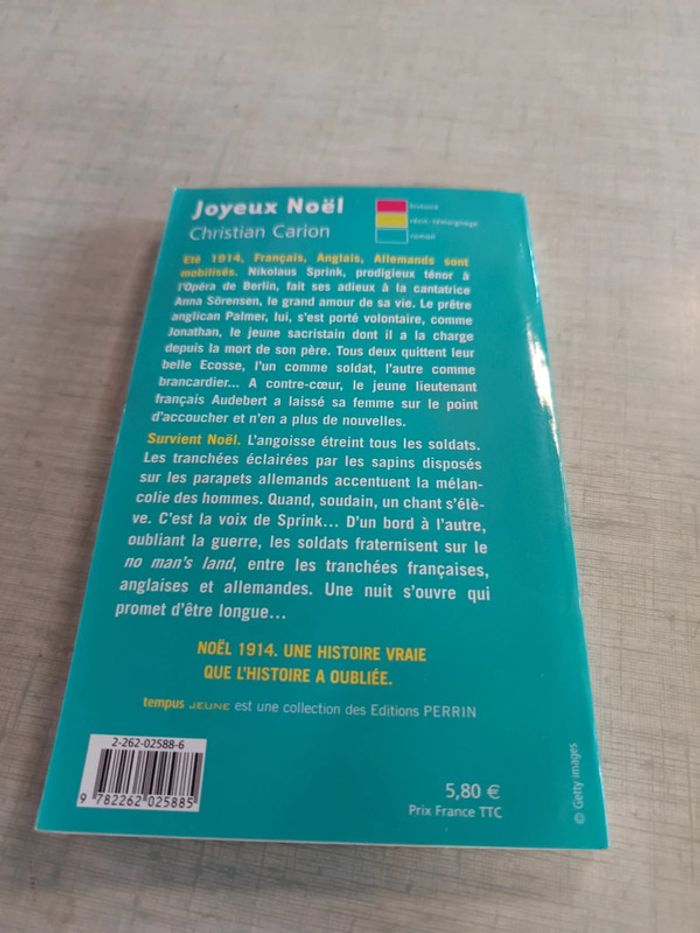 Joyeux Noël
Christian Carion
histoire
récit-témoignage
roman
Eté 1914, Français, Anglais, Allemands sont
mobilisés. Nikolaus Sprink, prodigieux ténor à
l'Opéra de Berlin, fait ses adieux à la cantatrice
Anna Sörensen, le grand amour de sa vie. Le prêtre
anglican Palmer, lui, s'est porté volontaire, comme
Jonathan, le jeune sacristain dont il a la charge
depuis la mort de son père. Tous deux quittent leur
belle Ecosse, l'un comme soldat, l'autre comme
brancardier... A contre-cœur, le jeune lieutenant
français Audebert a laissé sa femme sur le point
d'accoucher et n'en a plus de nouvelles.
Survient Noël. L'angoisse étreint tous les soldats.
Les tranchées éclairées par les sapins disposés
sur les parapets allemands accentuent la mélan-
colie des hommes. Quand, soudain, un chant s'élè-
ve. C'est la voix de Sprink... D'un bord à l'autre,
oubliant la guerre, les soldats fraternisent sur le
no man's land, entre les tranchées françaises,
anglaises et allemandes. Une nuit s'ouvre qui
promet d'être longue...
NOËL 1914. UNE HISTOIRE VRAIE
QUE L'HISTOIRE A OUBLIÉE.
tempus JEUNE est une collection des Editions PERRIN
2-262-02588-6
9 782262 025885
5,80 €
Prix France TTC
© Getty images